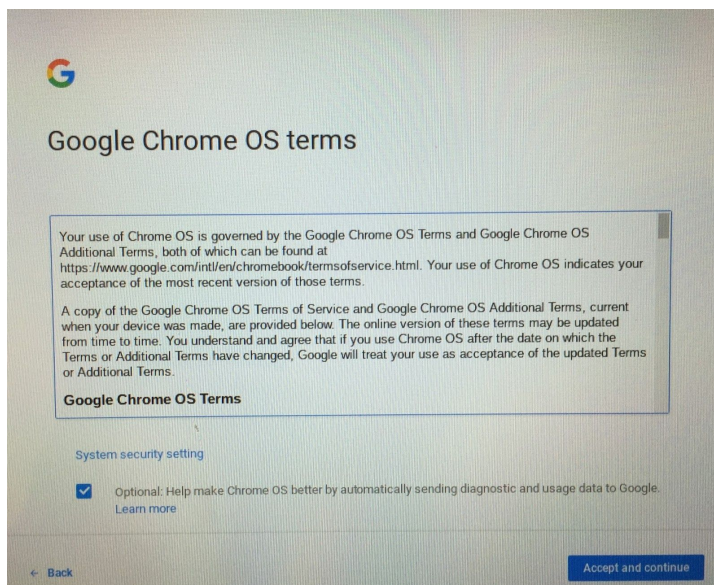 Google Chrome OS terms
Your use of Chrome OS is governed by the Google Chrome OS Terms and Google Chrome OS
Additional Terms, both of which can be found at
https://www.google.com/intl/en/chromebook/termsofservice.html. Your use of Chrome OS indicates your
acceptance of the most recent version of those terms.
A copy of the Google Chrome OS Terms of Service and Google Chrome OS Additional Terms, current
when your device was made, are provided below. The online version of these terms may be updated
from time to time. You understand and agree that if you use Chrome OS after the date on which the
Terms or Additional Terms have changed, Google will treat your use as acceptance of the updated Terms
or Additional Terms.
Google Chrome OS Terms
System security setting
Optional: Help make Chrome OS better by automatically sending diagnostic and usage data to Google.
Learn more
← Back
Accept and continue